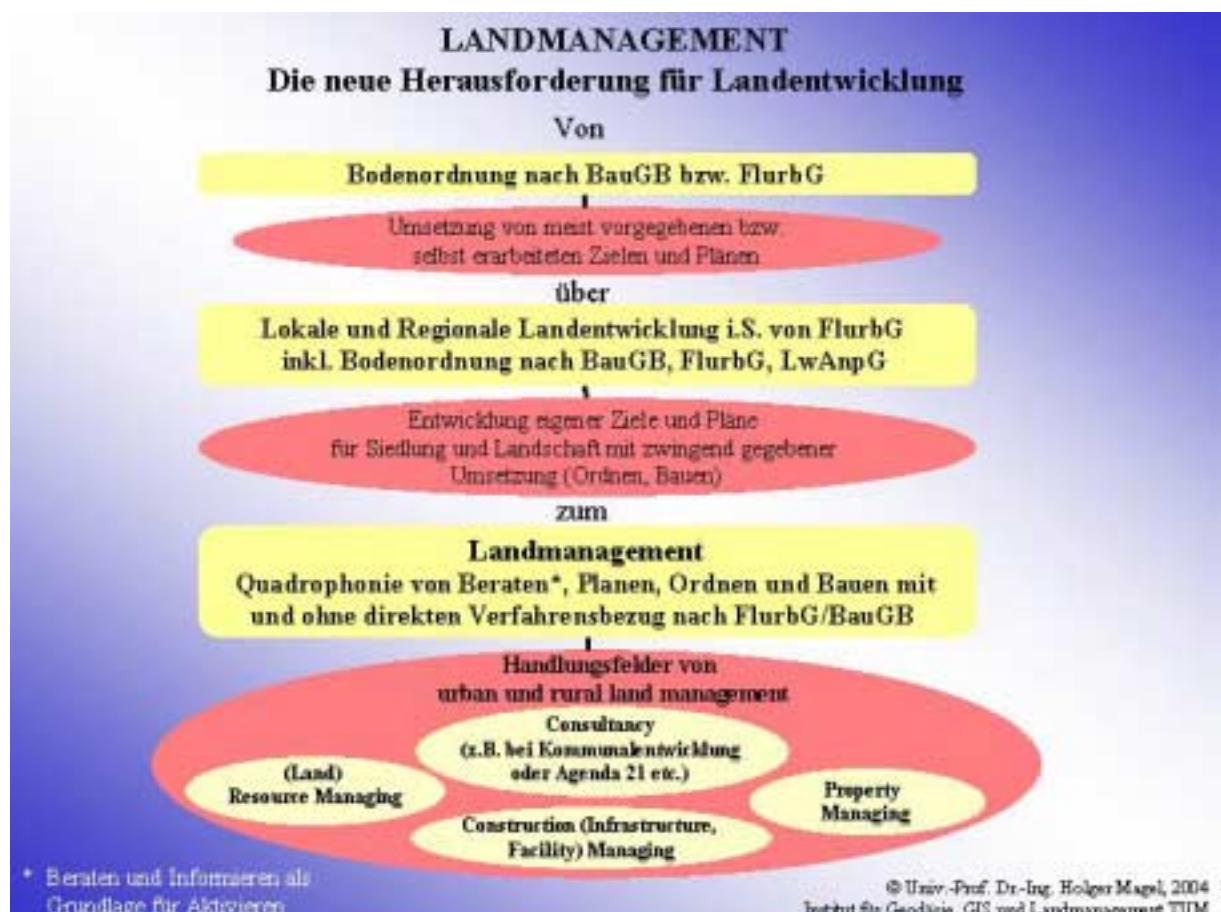 LANDMANAGEMENT
Die neue Herausforderung für Landentwicklung
Von
Bodenordnung nach BauGB bzw. FlurbG
Umsetzung von meist vorgegebenen bzw.
selbst erarbeiteten Zielen und Plänen
über
Lokale und Regionale Landentwicklung i.S. von FlurbG
inkl. Bodenordnung nach BauGB, FlurbG, LwAnpG
Entwicklung eigener Ziele und Pläne
für Siedlung und Landschaft mit zwingend gegebener
Umsetzung (Ordnen, Bauen)
zum
Landmanagement
Quadrophonie von Beraten*, Planen, Ordnen und Bauen mit
und ohne direkten Verfahrensbezug nach FlurbG/BauGB
Handlungsfelder von
urban und rural land management
Consultancy
(z.B. bei Kommunalentwicklung
oder Agenda 21 etc.)
(Land)
Resource Managing
Property
Managing
Construction (Infrastructure,
Facility) Managing
* Beraten und Informieren als
Grundlage für Aktivieren
© Univ.-Prof. Dr.-Ing. Holger Magel, 2004
Institut für Geodäsie, GIS und Landmanagement TUM